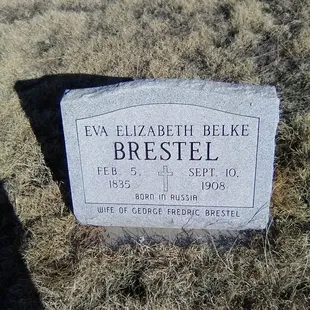 EVA ELIZABETH BELKE
BRESTEL
FEB 5, SEPT. 10,
1835 1908
BORN IN RUSSIA
WIFE OF GEORGE FREDRIC BRESTEL